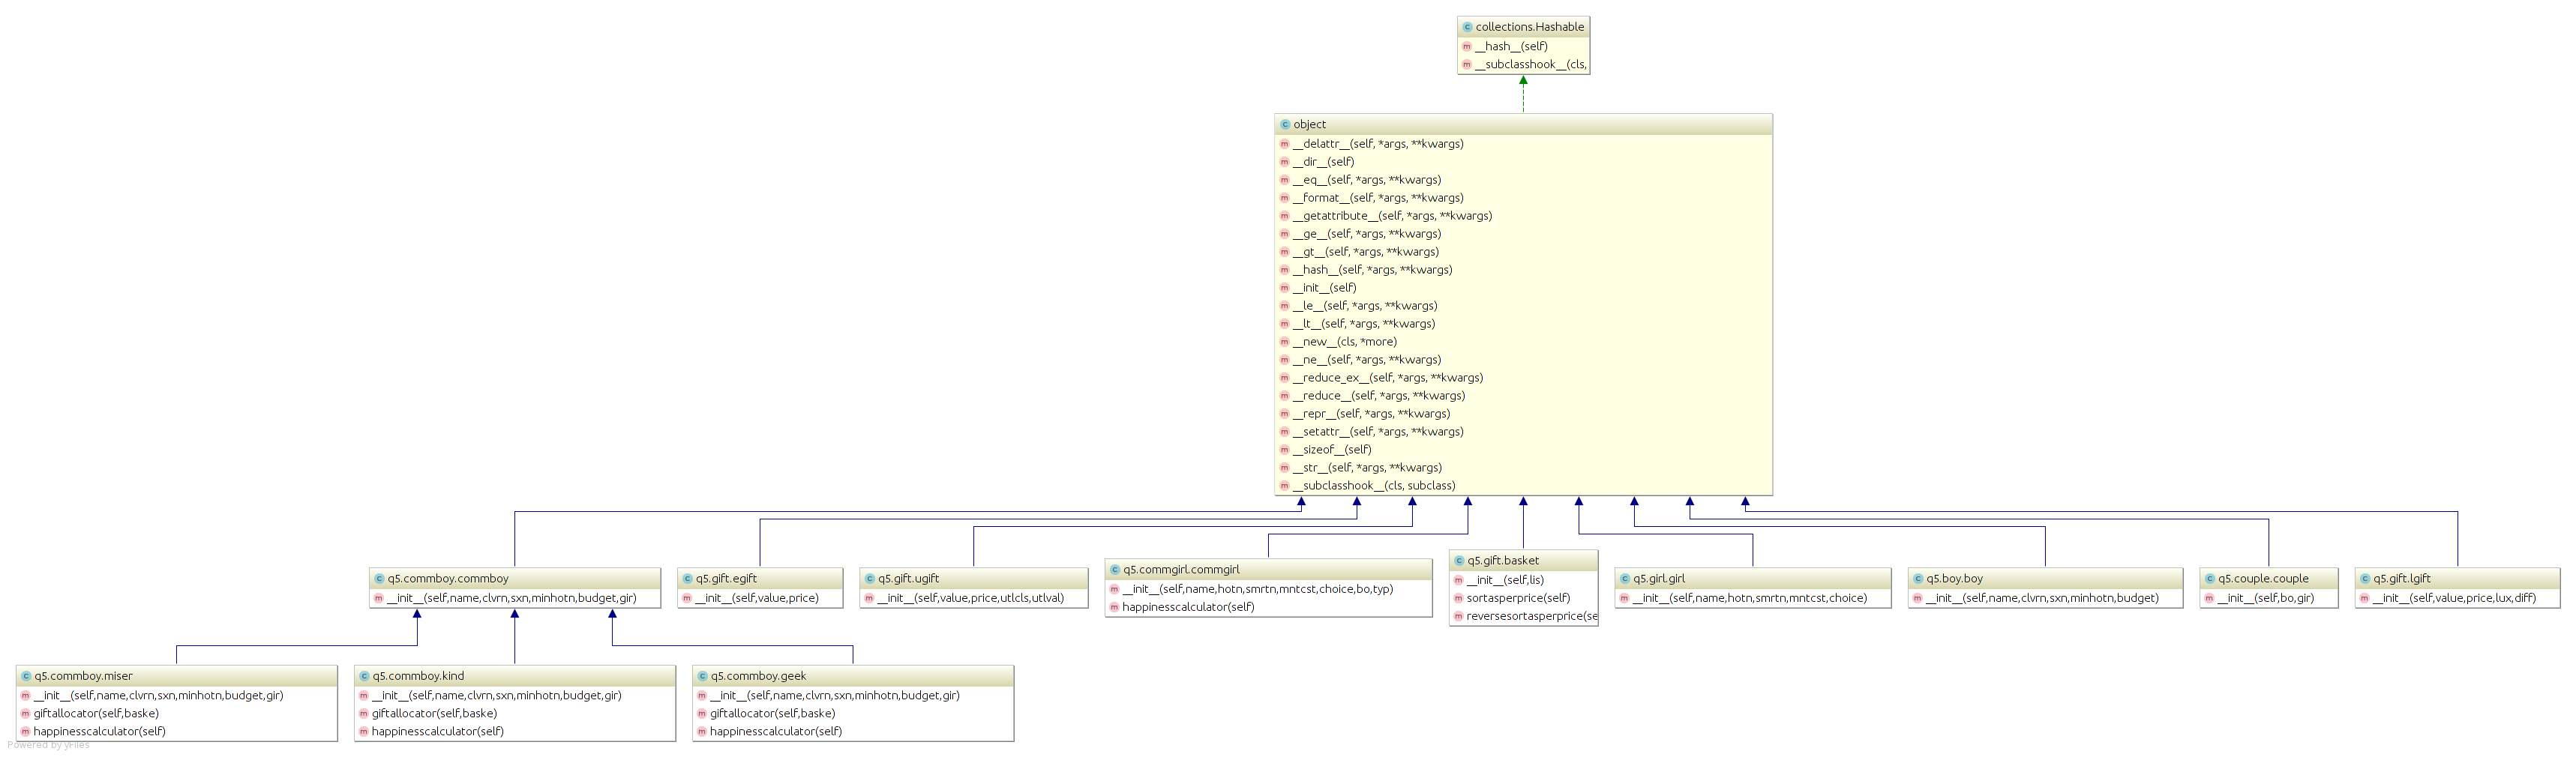 collections.Hashable
__hash__(self)
__subclasshook__(cls,
object
__delattr__(self, *args, **kwargs)
__dir__(self)
__eq__(self, *args, **kwargs)
__format__(self, *args, **kwargs)
__getattribute__(self, *args, **kwargs)
__ge__(self, *args, **kwargs)
__gt__(self, *args, **kwargs)
__hash__(self, *args, **kwargs)
__init__(self)
__le__(self, *args, **kwargs)
__lt__(self, *args, **kwargs)
__new__(cls, *more)
__ne__(self, *args, **kwargs)
__reduce_ex__(self, *args, **kwargs)
__reduce__(self, *args, **kwargs)
__repr__(self, *args, **kwargs)
__setattr__(self, *args, **kwargs)
__sizeof__(self)
__str__(self, *args, **kwargs)
__subclasshook__(cls, subclass)
q5.commboy.commboy
__init__(self,name,clvrn,sxn,minhotn,budget,gir)
q5.gift.egift
__init__(self,value,price)
q5.gift.ugift
__init__(self,value,price,utlcls,utlval)
q5.commgirl.commgirl
__init__(self,name,hotn,smrtn,mntcst,choice,bo,typ)
happinesscalculator(self)
q5.gift.basket
__init__(self,lis)
sortasperprice(self)
reversesortasperprice(se
q5.girl.girl
__init__(self,name,hotn,smrtn,mntcst,choice)
q5.boy.boy
__init__(self,name,clvrn,sxn,minhotn,budget)
q5.couple.couple
__init__(self,bo,gir)
q5.gift.lgift
__init__(self,value,price,lux,diff)
q5.commboy.miser
__init__(self,name,clvrn,sxn,minhotn,budget,gir)
giftallocator(self,baske)
happinesscalculator(self)
q5.commboy.kind
__init__(self,name,clvrn,sxn,minhotn,budget,gir)
giftallocator(self,baske)
happinesscalculator(self)
q5.commboy.geek
__init__(self,name,clvrn,sxn,minhotn,budget,gir)
giftallocator(self,baske)
happinesscalculator(self)
Powered by yFiles